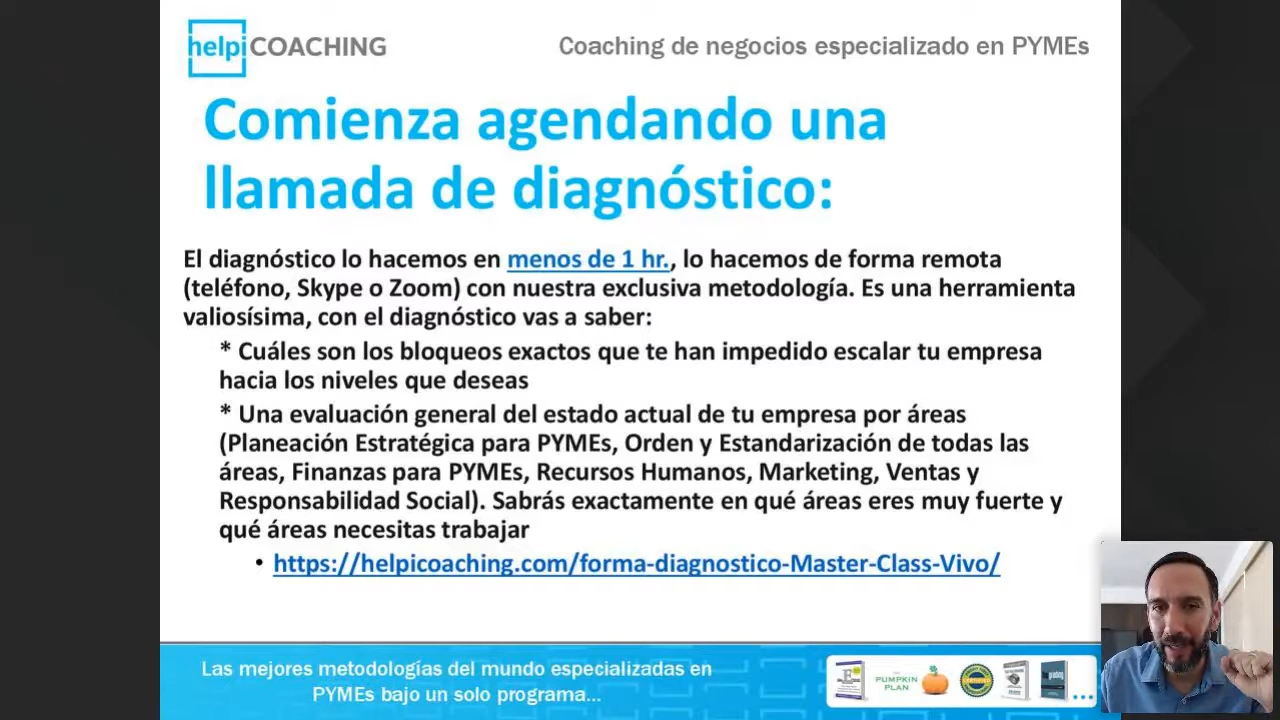 helpi COACHING
Coaching de negocios especializado en PYMEs
Comienza agendando una
llamada de diagnóstico:
El diagnóstico lo hacemos en menos de 1 hr., lo hacemos de forma remota
(teléfono, Skype o Zoom) con nuestra exclusiva metodología. Es una herramienta
valiosísima, con el diagnóstico vas a saber:
* Cuáles son los bloqueos exactos que te han impedido escalar tu empresa
hacia los niveles que deseas
* Una evaluación general del estado actual de tu empresa por áreas
(Planeación Estratégica para PYMEs, Orden y Estandarización de todas las
áreas, Finanzas para PYMEs, Recursos Humanos, Marketing, Ventas y
Responsabilidad Social). Sabrás exactamente en qué áreas eres muy fuerte y
qué áreas necesitas trabajar
• https://helpicoaching.com/forma-diagnostico-Master-Class-Vivo/
Las mejores metodologías del mundo especializadas en
PYMEs bajo un solo programa...
PUMPKIN
PLAN
...